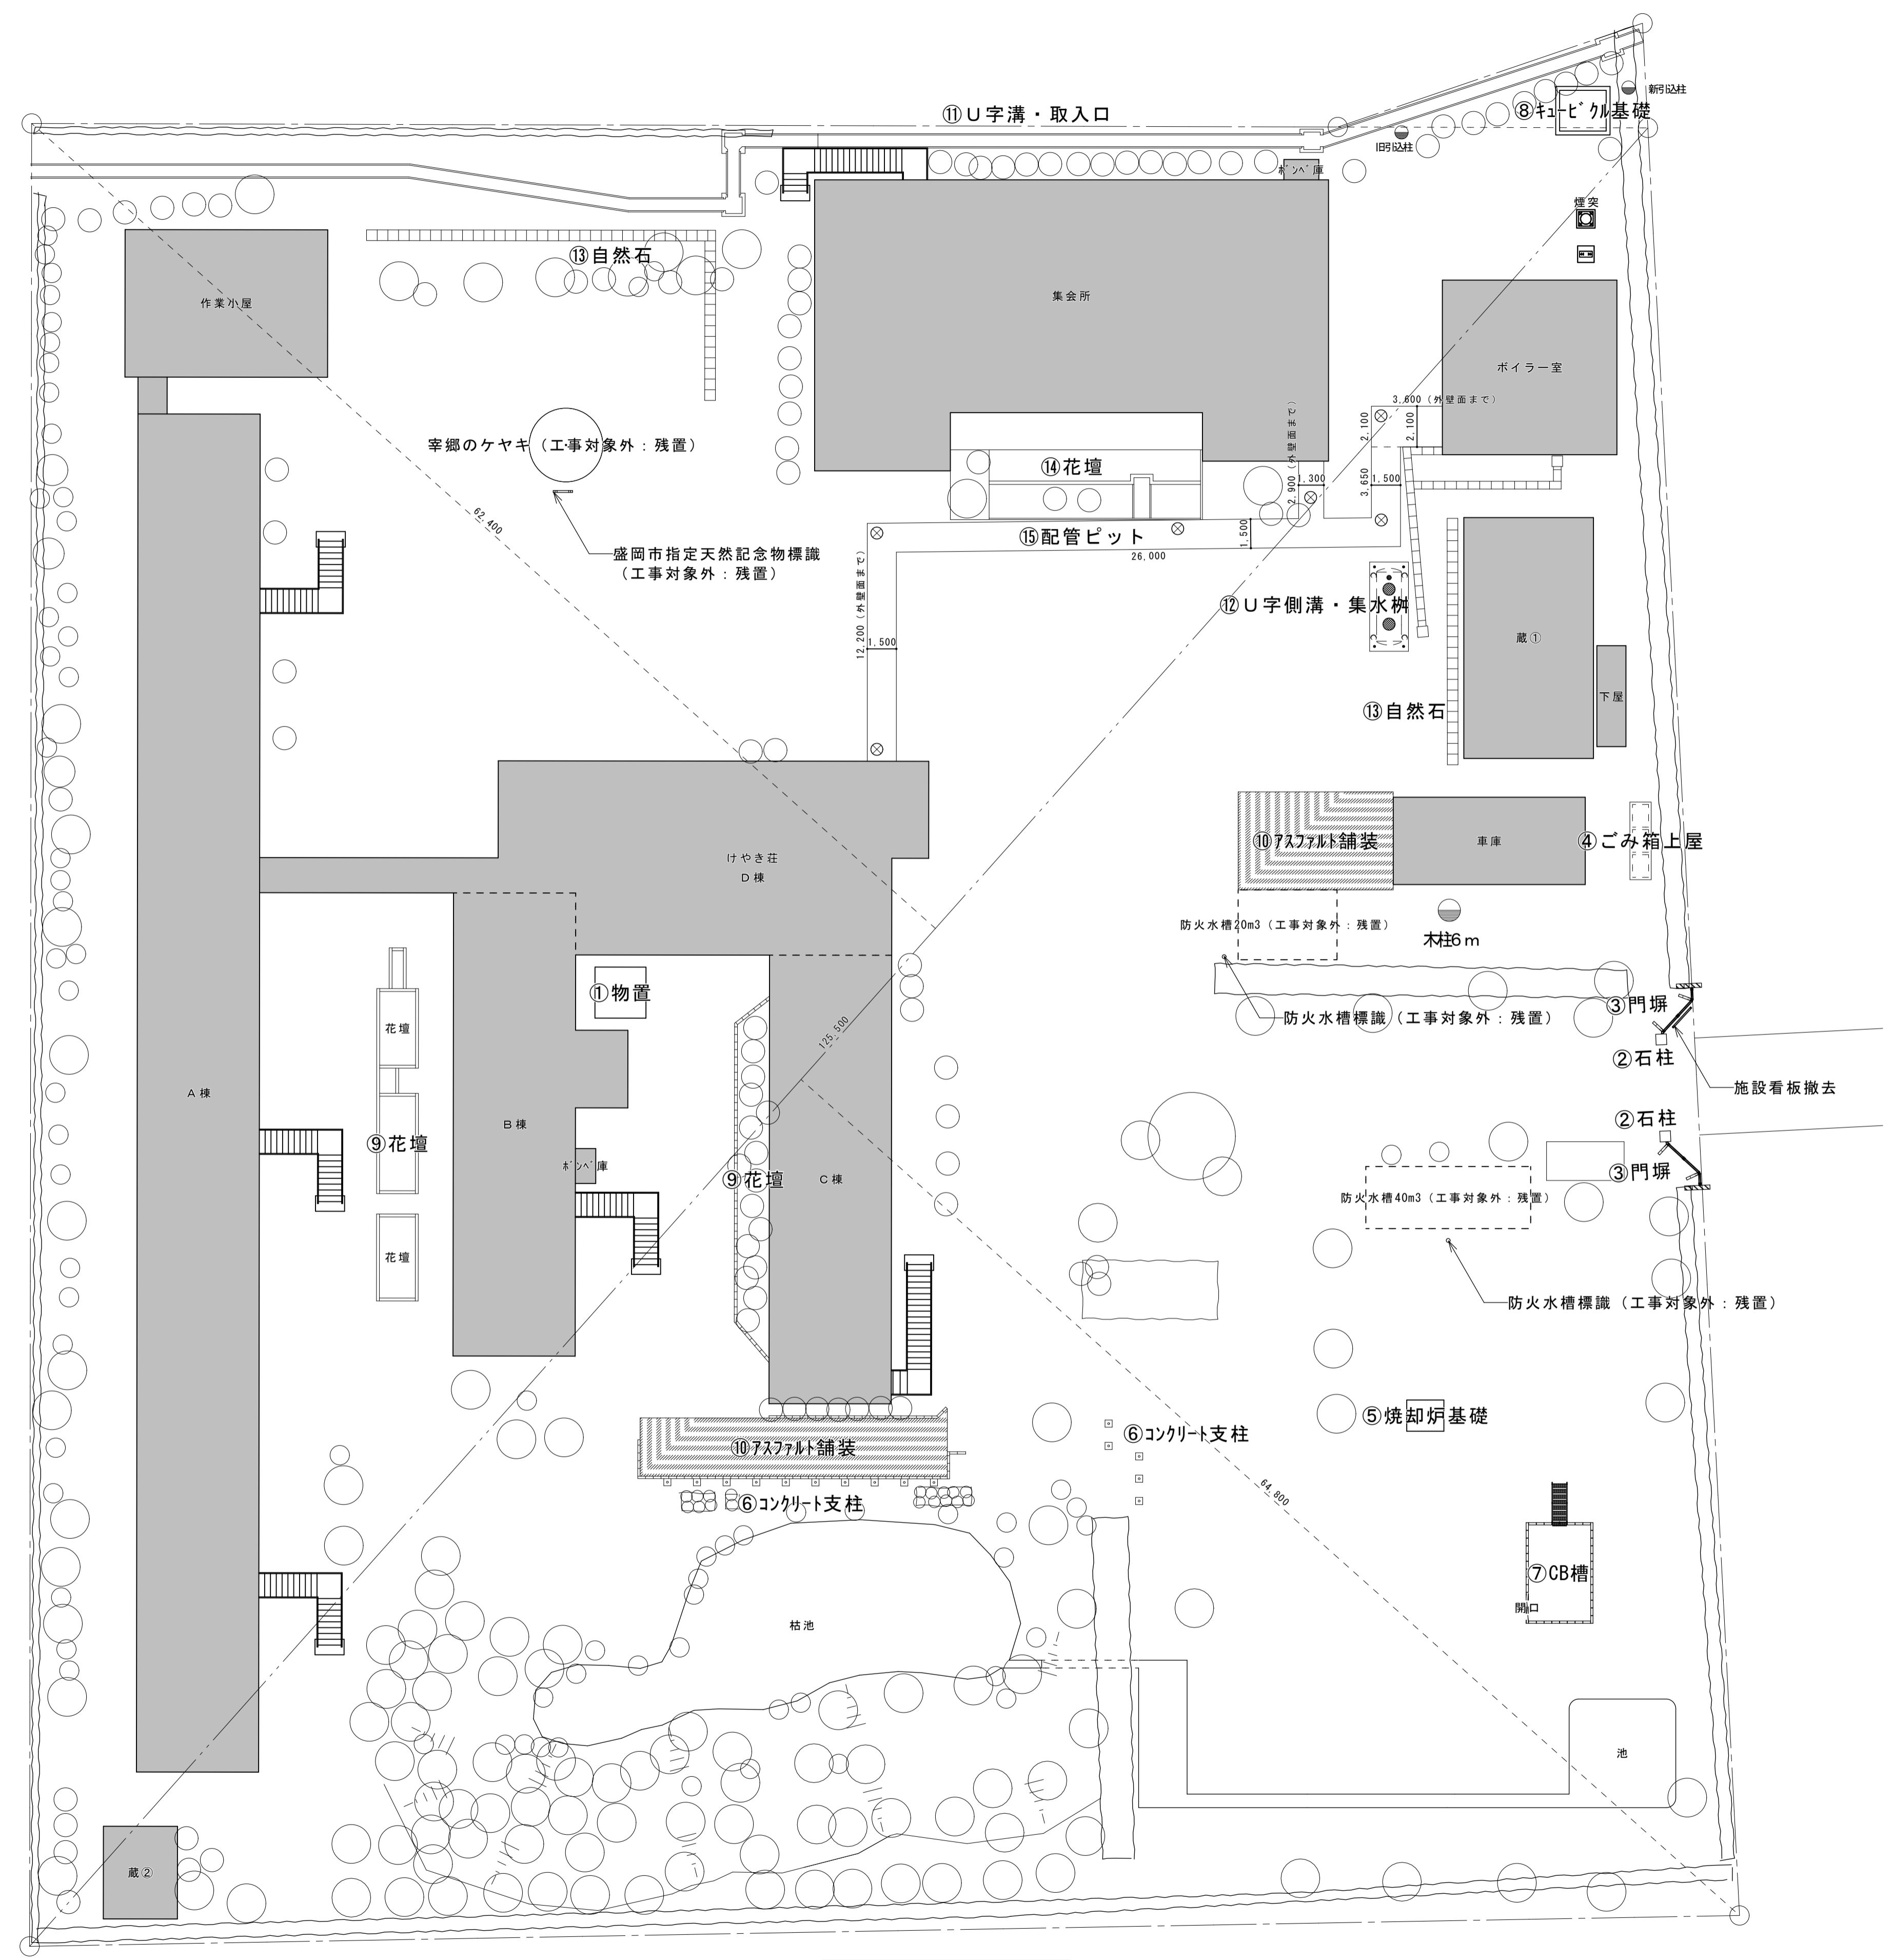 ⑪Ｕ字溝・取入口
⑧ｷｭｰﾋﾞｸﾙ基礎
新引込柱
旧引込柱
ﾎﾞﾝﾍﾞ庫
煙突
⑬自然石
作業小屋
集会所
ボイラー室
3,600（外壁面まで）
2,100
2,100
2,900（外壁面まで）
宰郷のケヤキ（工事対象外：残置）
⑭花壇
1,300
3,650
1,500
62,400
⑮配管ピット
1,500
26,000
盛岡市指定天然記念物標識
（工事対象外：残置）
12,200（外壁面まで）
1,500
⑫Ｕ字側溝・集水桝
蔵①
下屋
⑬自然石
⑩ｱｽﾌｧﾙﾄ舗装
車庫
④ごみ箱上屋
けやき荘
Ｄ棟
防火水槽20m3（工事対象外：残置）
木柱6ｍ
①物置
③門塀
防火水槽標識（工事対象外：残置）
花壇
125,500
②石柱
施設看板撤去
Ａ棟
Ｂ棟
⑨花壇
②石柱
ﾎﾞﾝﾍﾞ庫
⑨花壇
Ｃ棟
③門塀
防火水槽40m3（工事対象外：残置）
花壇
防火水槽標識（工事対象外：残置）
⑤焼却炉基礎
⑥ｺﾝｸﾘｰﾄ支柱
⑩ｱｽﾌｧﾙﾄ舗装
64,800
⑥ｺﾝｸﾘｰﾄ支柱
⑦CB槽
開口
枯池
池
蔵②